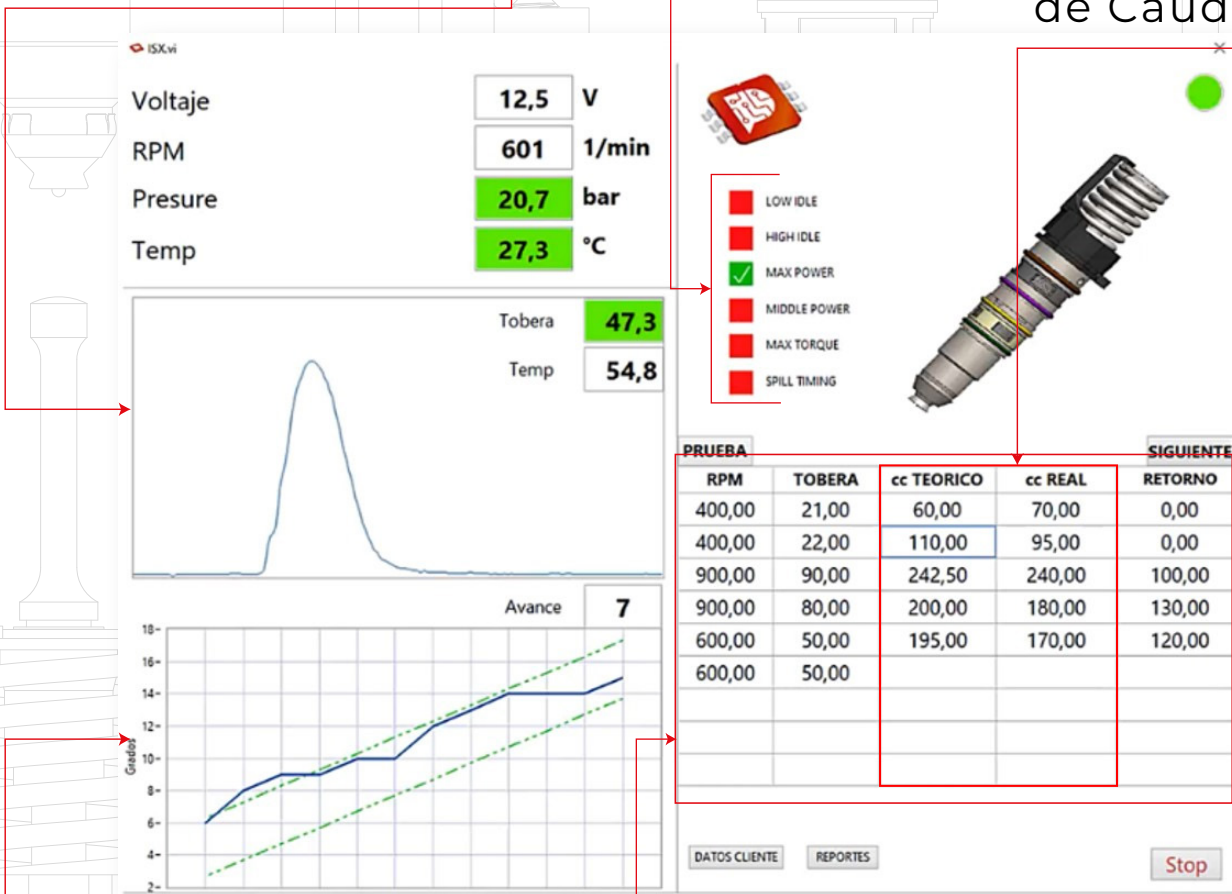 de Caud
ISX.vi
Voltaje 12,5 V
RPM 601 1/min
Presure 20,7 bar
Temp 27,3 °C
Tobera 47,3
Temp 54,8
Avance 7
18
16
14
12
10
8
6
4
2
Grados
LOW IDLE
HIGH IDLE
MAX POWER
MIDDLE POWER
MAX TORQUE
SPILL TIMING
PRUEBA SIGUIENTE
RPM TOBERA cc TEORICO cc REAL RETORNO
400,00 21,00 60,00 70,00 0,00
400,00 22,00 110,00 95,00 0,00
900,00 90,00 242,50 240,00 100,00
900,00 80,00 200,00 180,00 130,00
600,00 50,00 195,00 170,00 120,00
600,00 50,00
DATOS CLIENTE REPORTES Stop